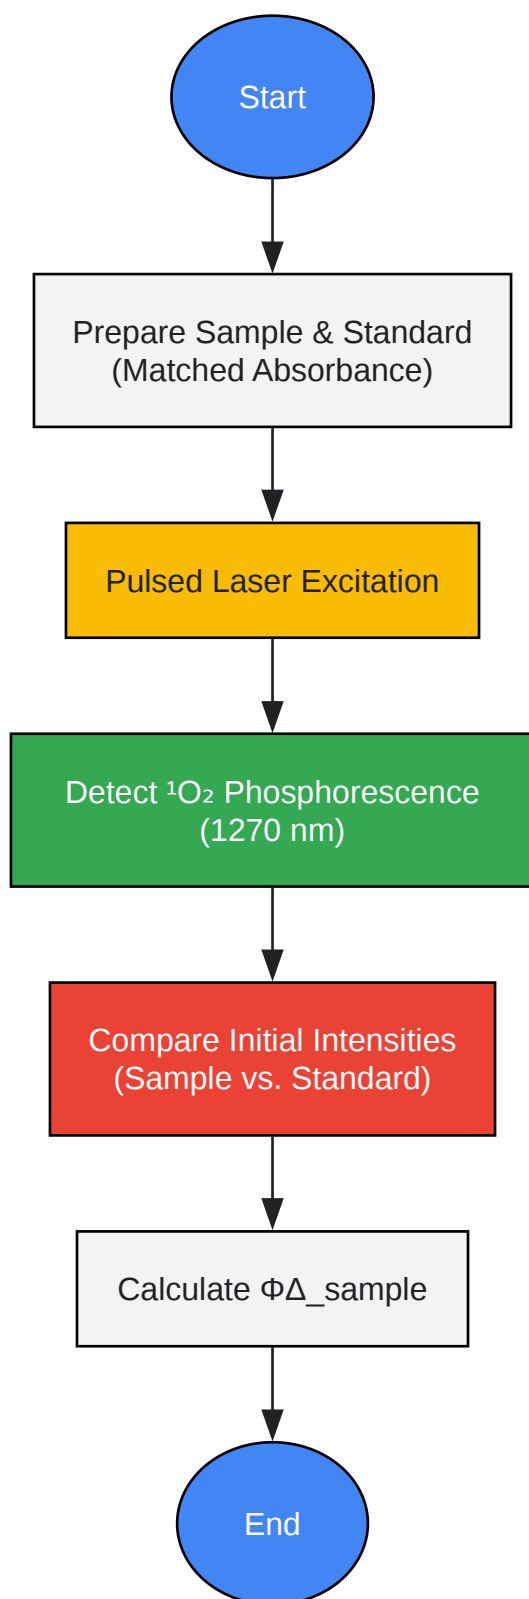 Start
Prepare Sample & Standard
(Matched Absorbance)
Pulsed Laser Excitation
Detect ¹O₂ Phosphorescence
(1270 nm)
Compare Initial Intensities
(Sample vs. Standard)
Calculate ΦΔ_sample
End